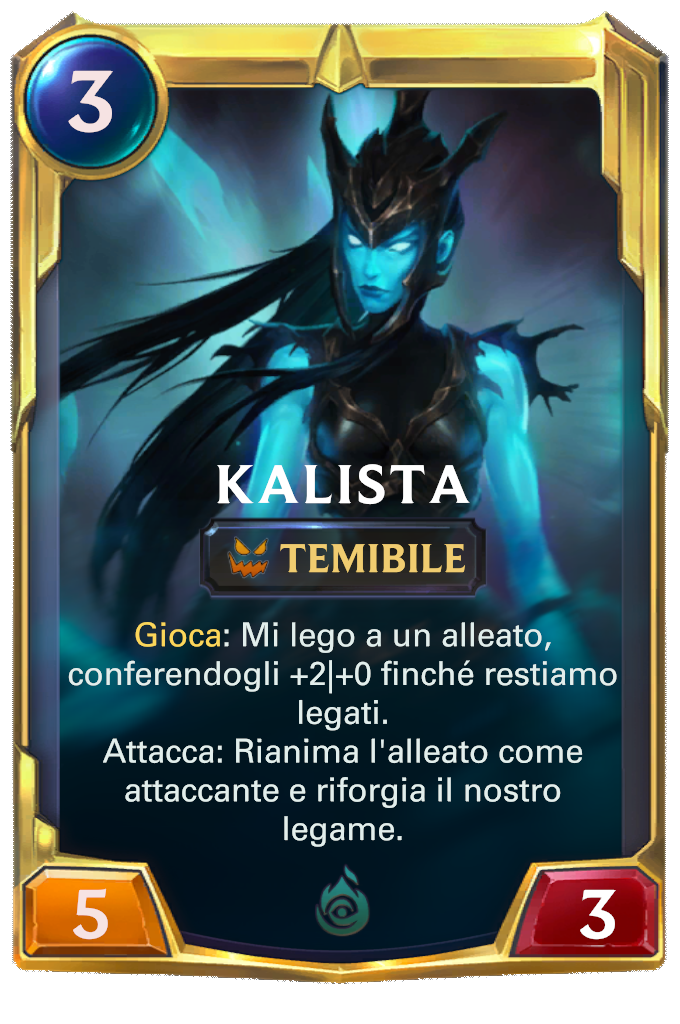 3
KALISTA
TEMIBILE
Gioca: Mi lego a un alleato,
conferendogli +2|+0 finché restiamo
legati.
Attacca: Rianima l'alleato come
attaccante e riforgia il nostro
legame.
5
3